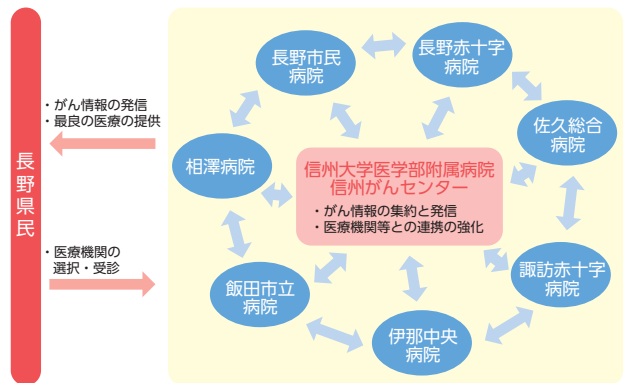 長野県民
・がん情報の発信
・最良の医療の提供
・医療機関の
選択・受診
長野市民
病院
長野赤十字
病院
佐久総合
病院
相澤病院
信州大学医学部附属病院
信州がんセンター
・がん情報の集約と発信
・医療機関等との連携の強化
諏訪赤十字
病院
飯田市立
病院
伊那中央
病院